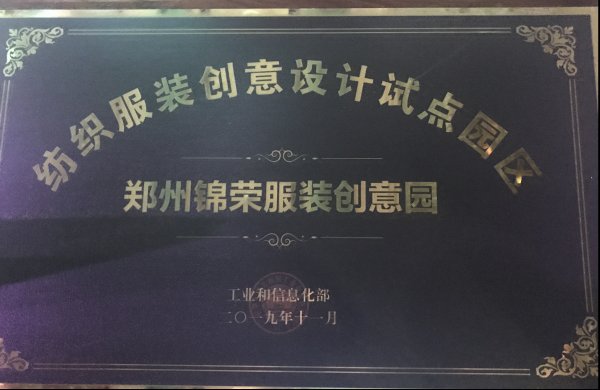 纺织服装创意设计试点园区
郑州锦荣服装创意园
工业和信息化部
二〇一九年十一月